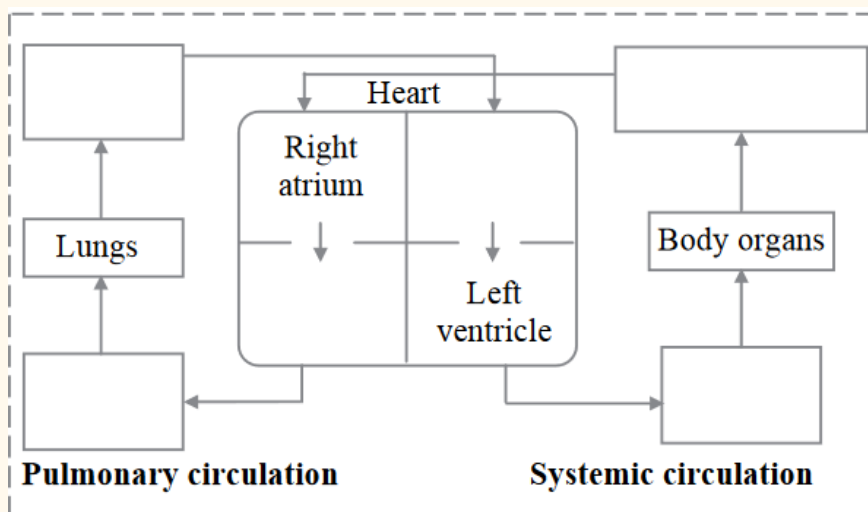 Heart
Right
atrium
Lungs
Body organs
Left
ventricle
Pulmonary circulation
Systemic circulation